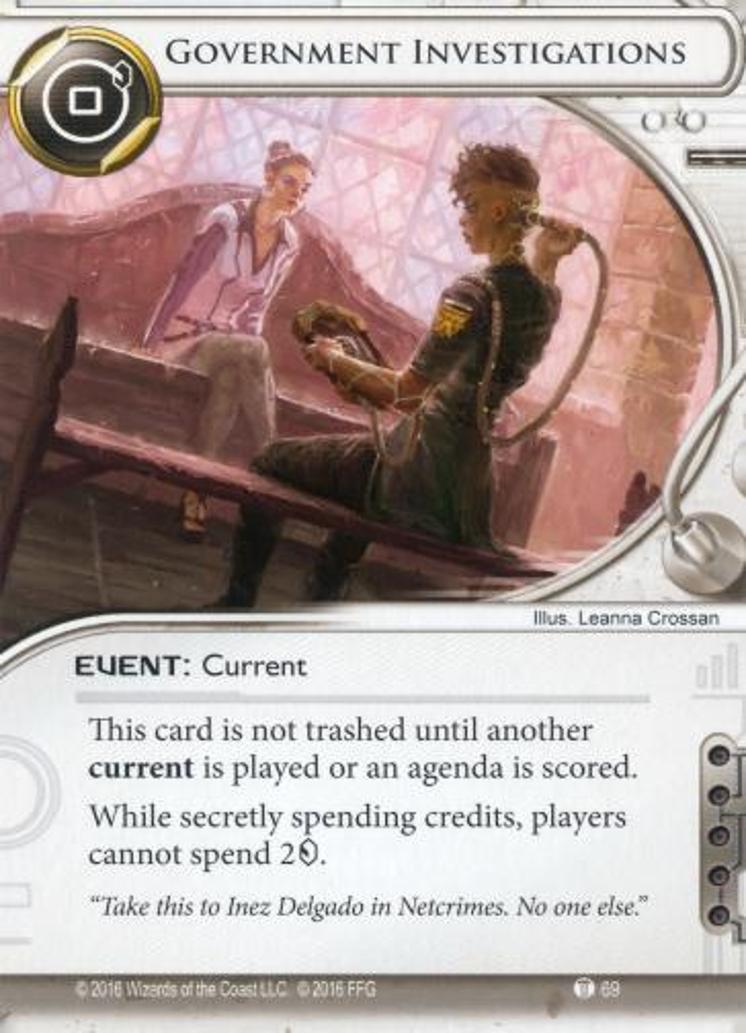 Government Investigations
Illus. Leanna Crossan
EVENT: Current
This card is not trashed until another
current is played or an agenda is scored.
While secretly spending credits, players
cannot spend 2.
“Take this to Inez Delgado in Netcrimes. No one else.”
© 2016 Wizards of the Coast LLC. © 2016 FFG
69